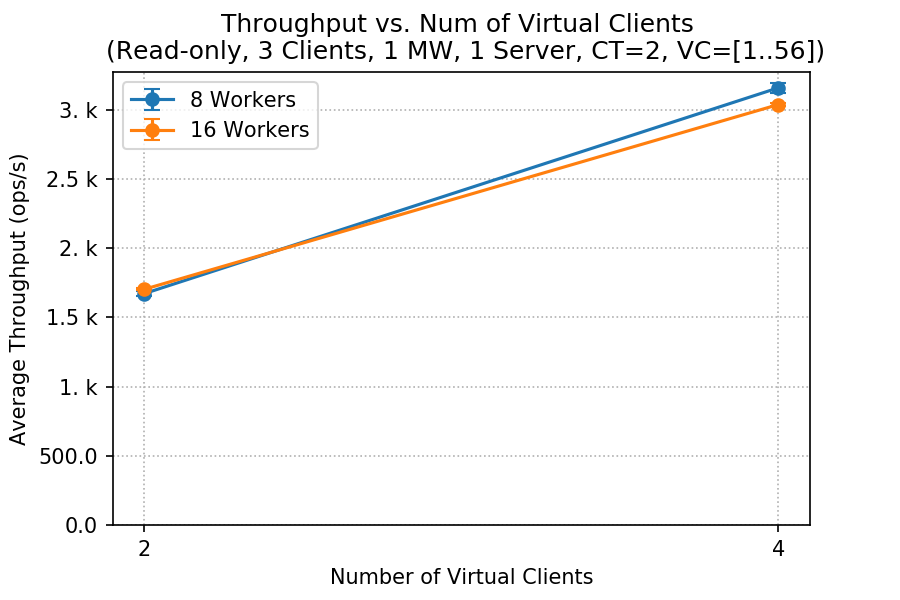 Throughput vs. Num of Virtual Clients
(Read-only, 3 Clients, 1 MW, 1 Server, CT=2, VC=[1..56])
8 Workers
16 Workers
Average Throughput (ops/s)
3. k
2.5 k
2. k
1.5 k
1. k
500.0
0.0
2
4
Number of Virtual Clients